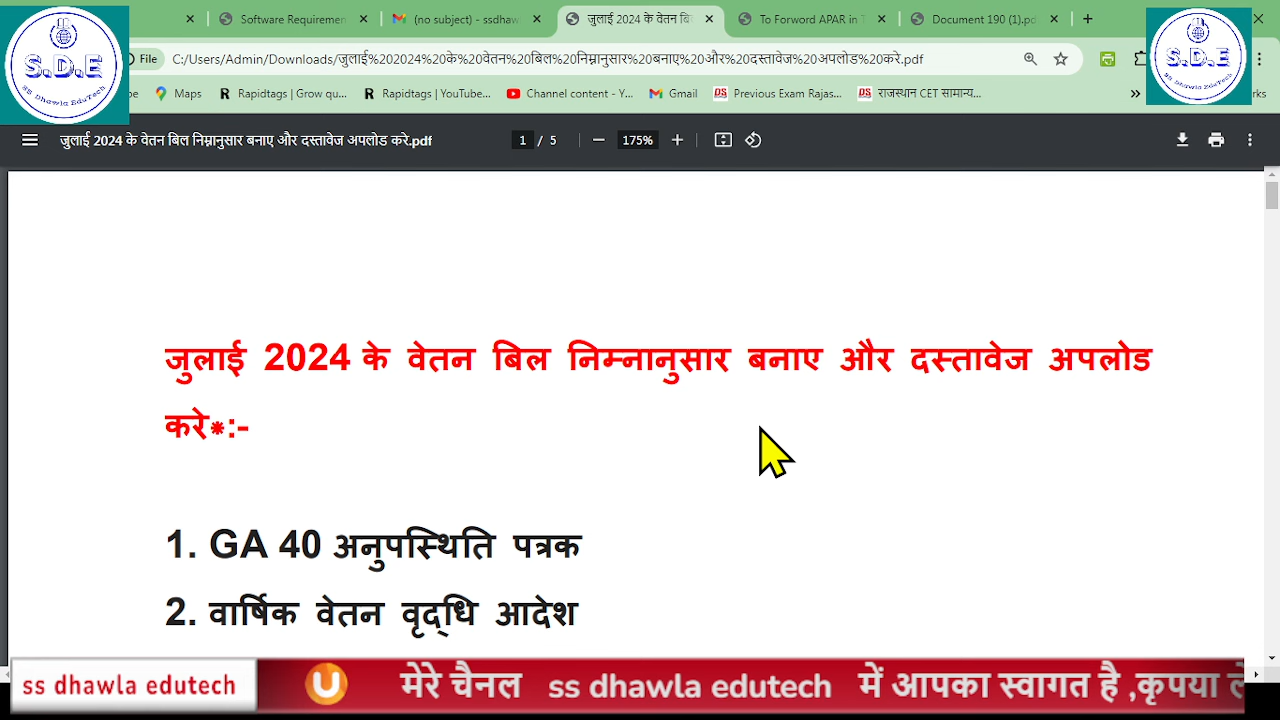 Software Requiremen
(no subject) - ssdhaw
जुलाई 2024 के वेतन बि
To Forword APAR in
Document 190 (1).p
S.D.E
SS Dhawla EduTech
S.D.E
SS Dhawla EduTech
File
C:/Users/Admin/Downloads/जुलाई%202024%20के%20वेतन%20बिल%20निम्नानुसार%20बनाए%20और%20दस्तावेज%20अपलोड%20करे.pdf
Maps
Rapidtags | Grow qu...
Rapidtags | YouTube...
Channel content - Y...
Gmail
Previous Exam Rajas...
राजस्थान CET सामान्य...
जुलाई 2024 के वेतन बिल निम्नानुसार बनाए और दस्तावेज अपलोड करे.pdf
1 / 5
175%
जुलाई 2024 के वेतन बिल निम्नानुसार बनाए और दस्तावेज अपलोड
करे*:-
1. GA 40 अनुपस्थिति पत्रक
2. वार्षिक वेतन वृद्धि आदेश
ss dhawla edutech
मेरे चैनल ss dhawla edutech में आपका स्वागत है ,कृपया